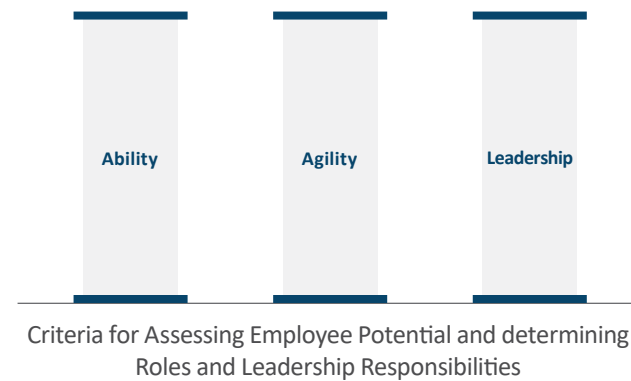 Ability
Agility
Leadership
Criteria for Assessing Employee Potential and determining
Roles and Leadership Responsibilities